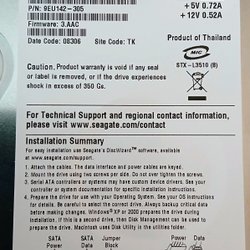 P/N: 9EU142-305
Firmware: 3.AAC
Date Code: 08306 Site Code: TK
+5V 0.72A
+12V 0.52A
Product of Thailand
MIC
STX-L3510 (B)
Caution: Product warranty is void if any seal
or label is removed, or if the drive experiences
shock in excess of 350 Gs.
For Technical Support and regional contact information,
please visit www.seagate.com/contact
Installation Summary
For installation assistance, use Seagate's DiscWizard™ software, available at
www.seagate.com/support.
1. Attach the cables. The data interface and power cables are keyed.
2. Mount the drive using two screws per side. Do not over tighten the screws.
3. Serial ATA controllers or systems may have custom device drivers. See your
controller or system documentation for specific installation instructions.
4. Prepare the drive for use with your Operating System. See your OS instructions
for details. Be careful to select the correct drive. Always backup critical data
before making changes. Windows® XP or 2000 prepares the drive during
installation. If this is a second drive, then Disk Management can be used to
prepare the drive. Macintosh uses Disk Utility.
SATA SATA Jumper
Power Block